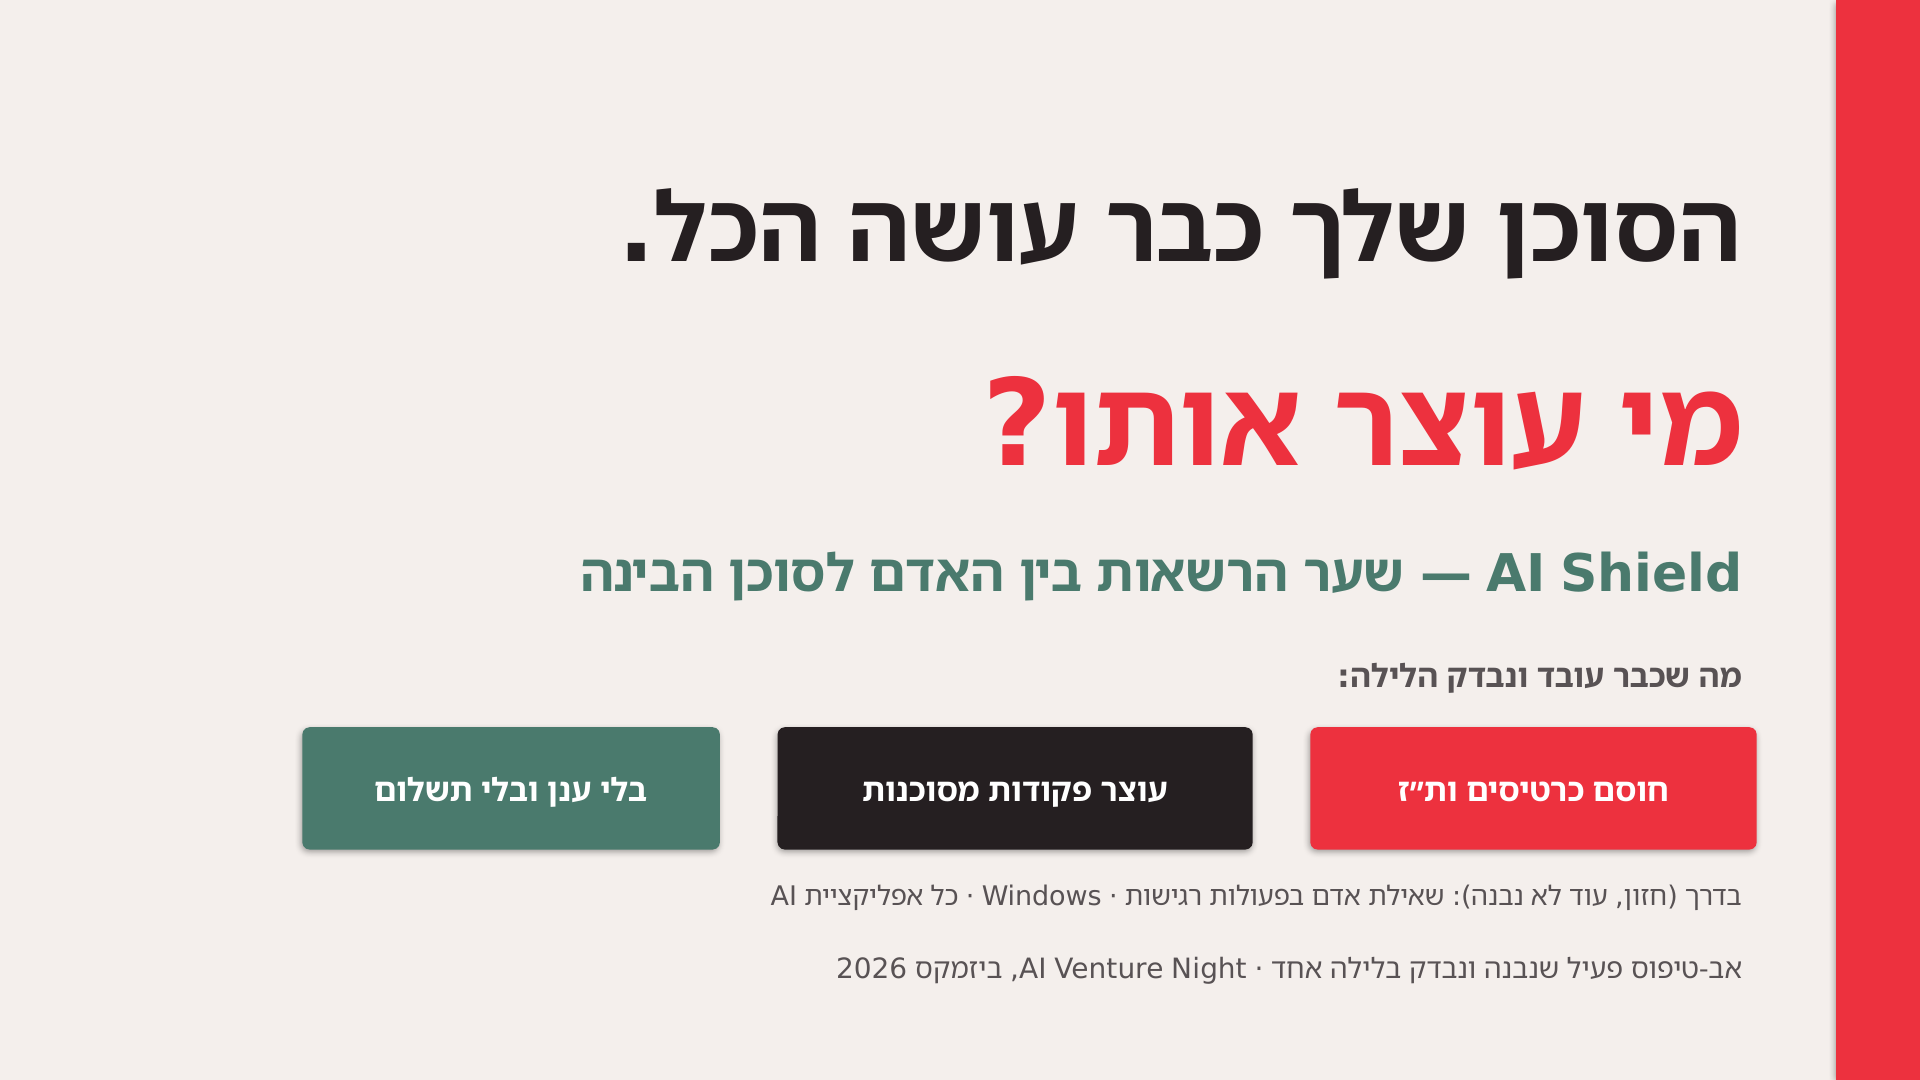 הסוכן שלך כבר עושה הכל.
מי עוצר אותו?
AI Shield — שער הרשאות בין האדם לסוכן הבינה
מה שכבר עובד ונבדק הלילה:
חוסם כרטיסים ות״ז
עוצר פקודות מסוכנות
בלי ענן ובלי תשלום
בדרך (חזון, עוד לא נבנה): שאילת אדם בפעולות רגישות · Windows · כל אפליקציית AI
אב-טיפוס פעיל שנבנה ונבדק בלילה אחד · AI Venture Night, ביזמקס 2026